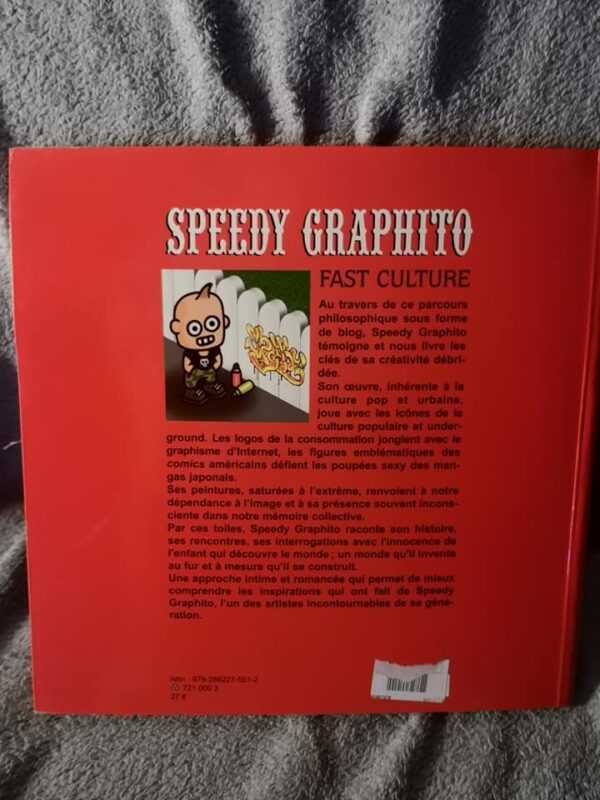 SPEEDY GRAPHITO
FAST CULTURE
Au travers de ce parcours
philosophique sous forme
de blog, Speedy Graphito
témoigne et nous livre les
clés de sa créativité débri-
dée.
Son œuvre, inhérente à la
culture pop et urbaine,
joue avec les icônes de la
culture populaire et under-
ground. Les logos de la consommation jonglent avec le
graphisme d'Internet, les figures emblématiques des
comics américains défient les poupées sexy des man-
gas japonais.
Ses peintures, saturées à l'extrême, renvoient à notre
dépendance à l'image et à sa présence souvent incons-
ciente dans notre mémoire collective.
Par ces toiles, Speedy Graphito raconte son histoire,
ses rencontres, ses interrogations avec l'innocence de
l'enfant qui découvre le monde ; un monde qu'il invente
au fur et à mesure qu'il se construit.
Une approche intime et romancée qui permet de mieux
comprendre les inspirations qui ont fait de Speedy
Graphito, l'un des artistes incontournables de sa géné-
ration.
721 000 3
27 €